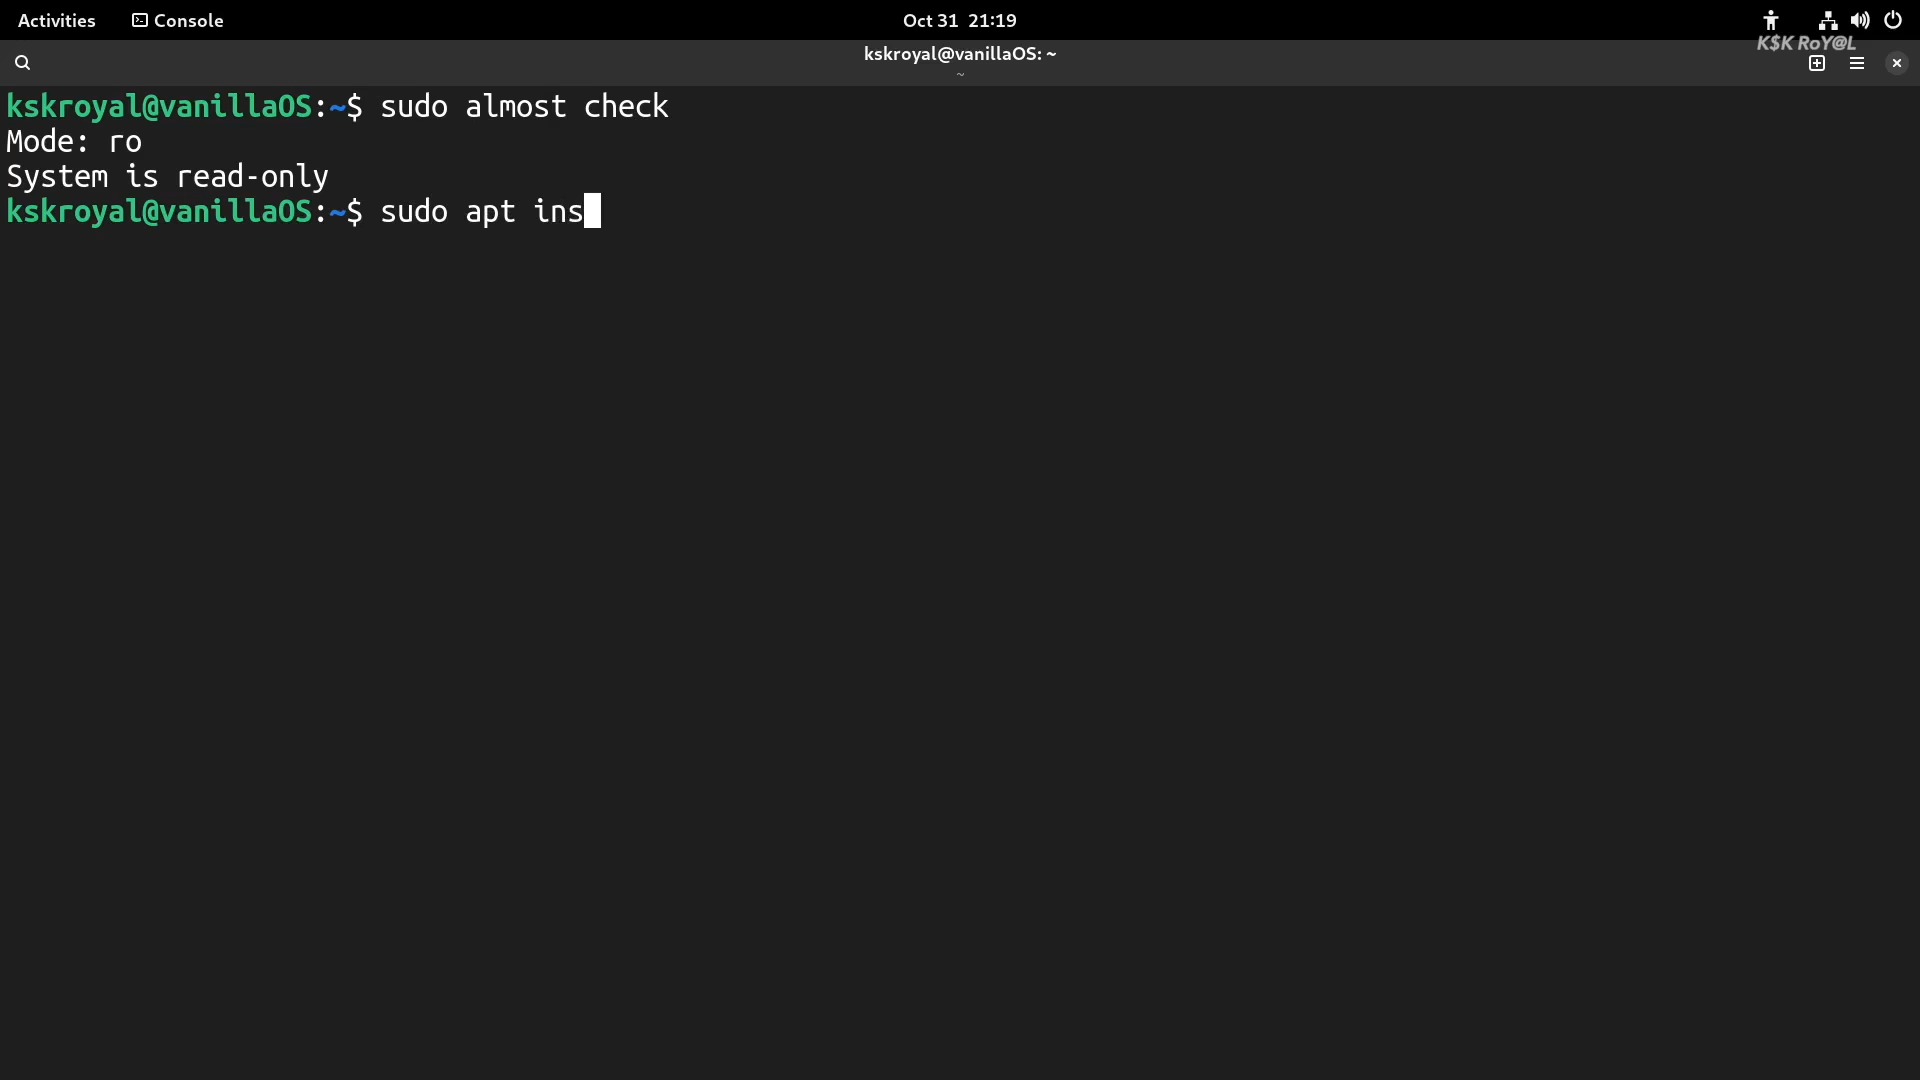 Activities Console Oct 31 21:19
K$K RoY@L
kskroyal@vanillaOS: ~
~
kskroyal@vanillaOS:~$ sudo almost check
Mode: ro
System is read-only
kskroyal@vanillaOS:~$ sudo apt ins